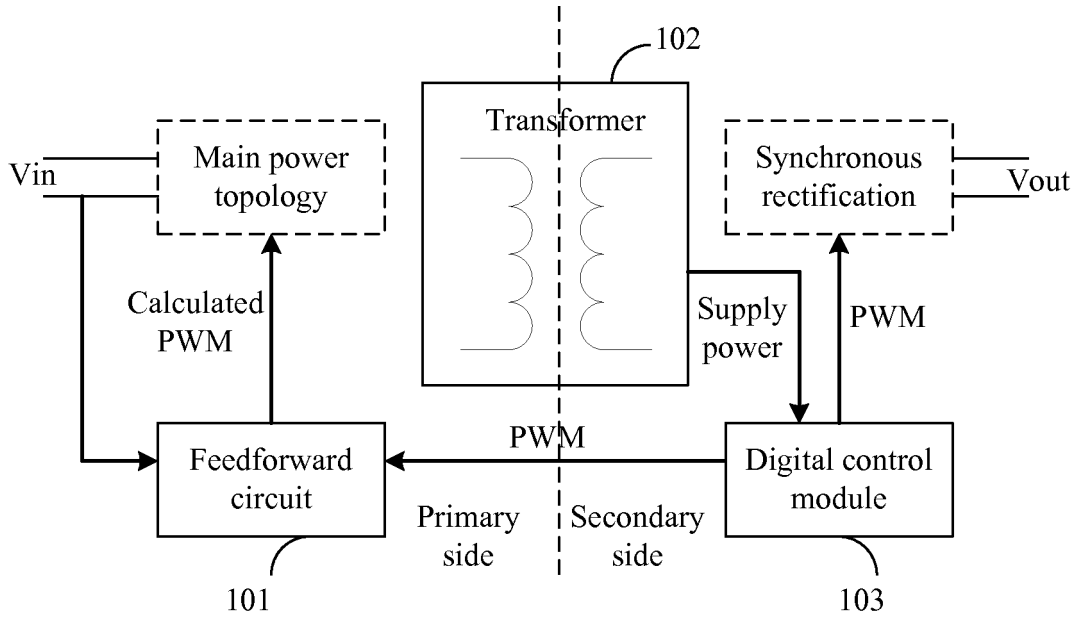 102
Transformer
Main power
topology
Synchronous
rectification
Vin
Vout
Calculated
PWM
Supply
power
PWM
PWM
Feedforward
circuit
Digital control
module
Primary
side
Secondary
side
101
103